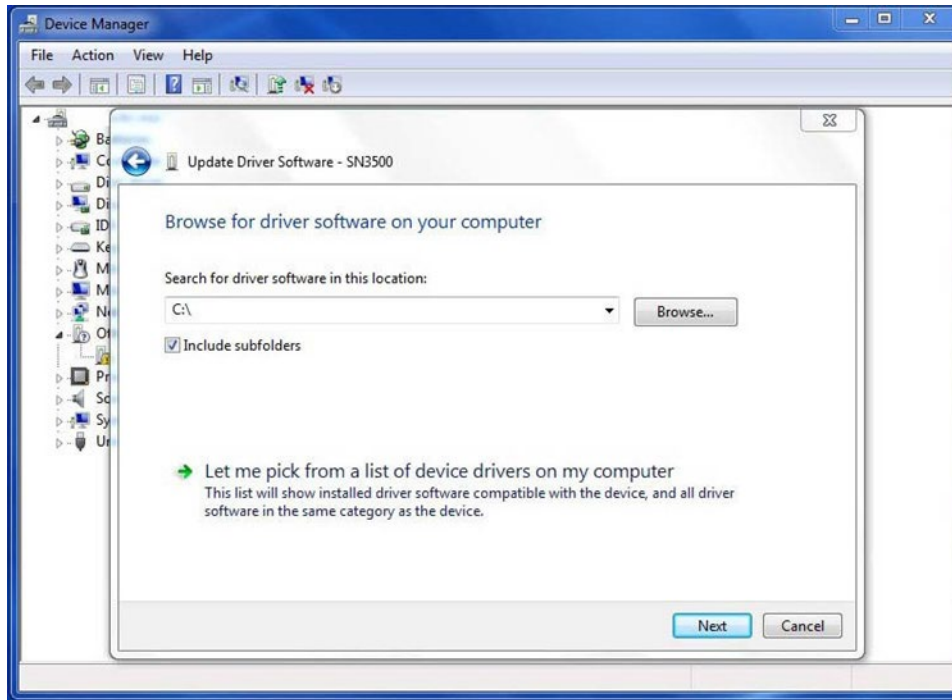 Device Manager
File Action View Help
Update Driver Software - SN3500
Browse for driver software on your computer
Search for driver software in this location:
C:\
Browse...
Include subfolders
Let me pick from a list of device drivers on my computer
This list will show installed driver software compatible with the device, and all driver
software in the same category as the device.
Next Cancel